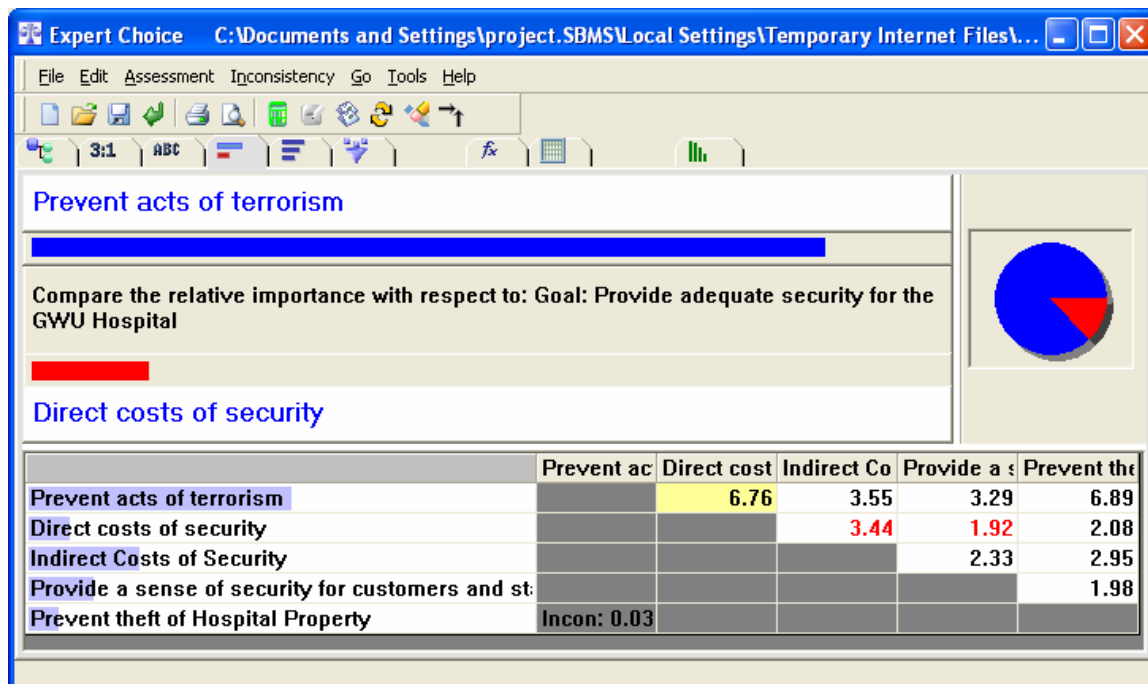 Expert Choice C:\Documents and Settings\project.SBMS\Local Settings\Temporary Internet Files\...
File Edit Assessment Inconsistency Go Tools Help
3:1 ABC fx
Prevent acts of terrorism
Compare the relative importance with respect to: Goal: Provide adequate security for the
GWU Hospital
Direct costs of security
Prevent ac Direct cost Indirect Co Provide a s Prevent the
Prevent acts of terrorism 6.76 3.55 3.29 6.89
Direct costs of security 3.44 1.92 2.08
Indirect Costs of Security 2.33 2.95
Provide a sense of security for customers and sta 1.98
Prevent theft of Hospital Property Incon: 0.03